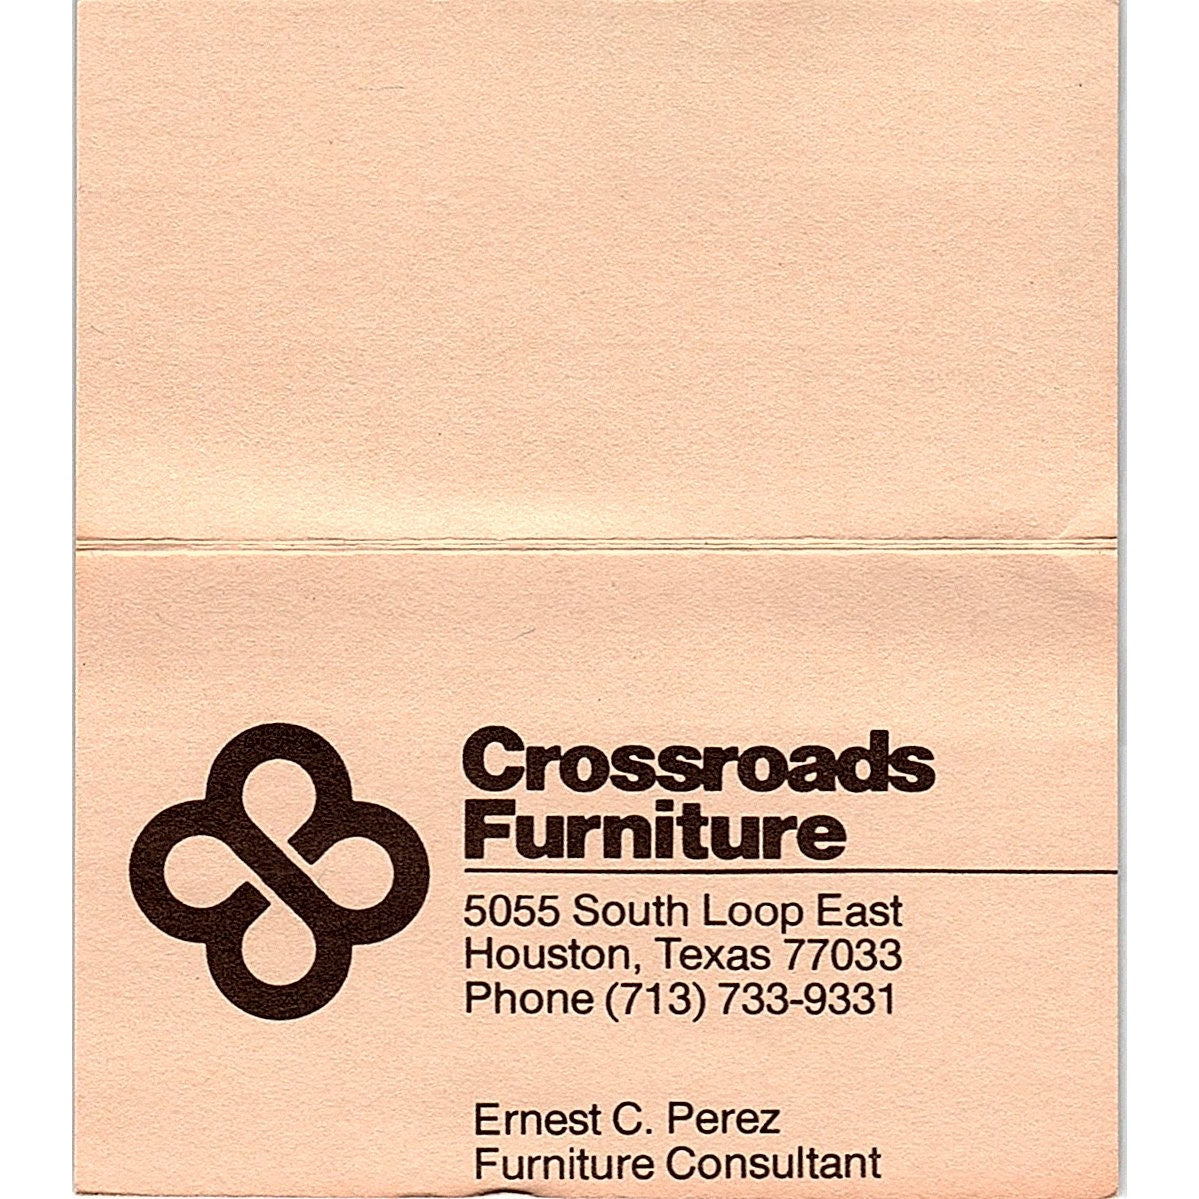 Crossroads
Furniture
5055 South Loop East
Houston, Texas 77033
Phone (713) 733-9331
Ernest C. Perez
Furniture Consultant